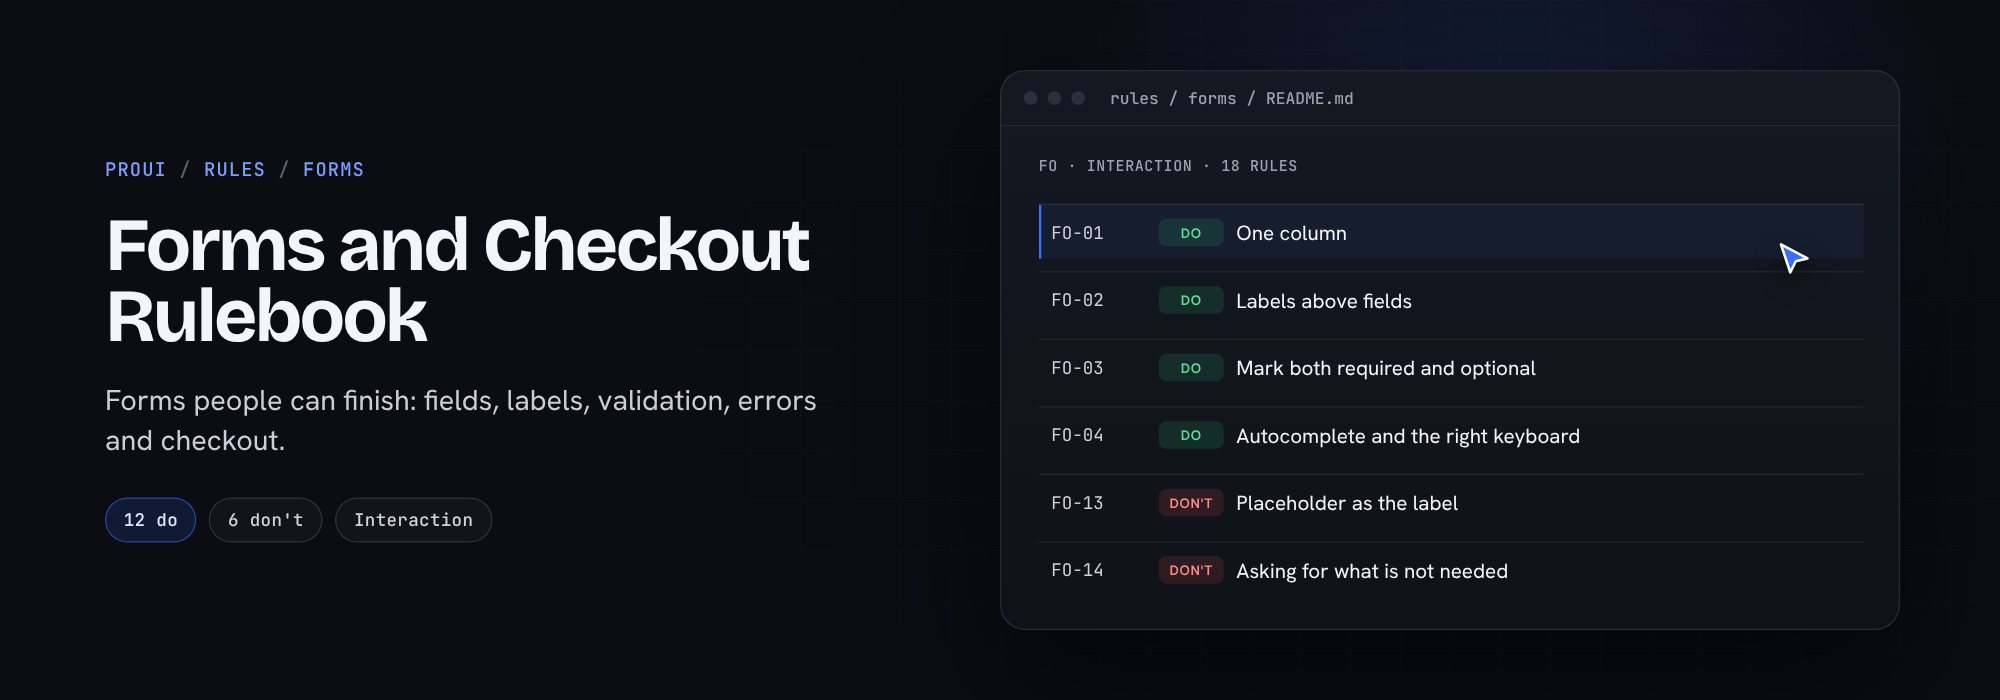 PROUI / RULES / FORMS
Forms and Checkout
Rulebook
Forms people can finish: fields, labels, validation, errors
and checkout.
12 do
6 don't
Interaction
rules / forms / README.md
FO · INTERACTION · 18 RULES
FO-01 DO One column
FO-02 DO Labels above fields
FO-03 DO Mark both required and optional
FO-04 DO Autocomplete and the right keyboard
FO-13 DON'T Placeholder as the label
FO-14 DON'T Asking for what is not needed